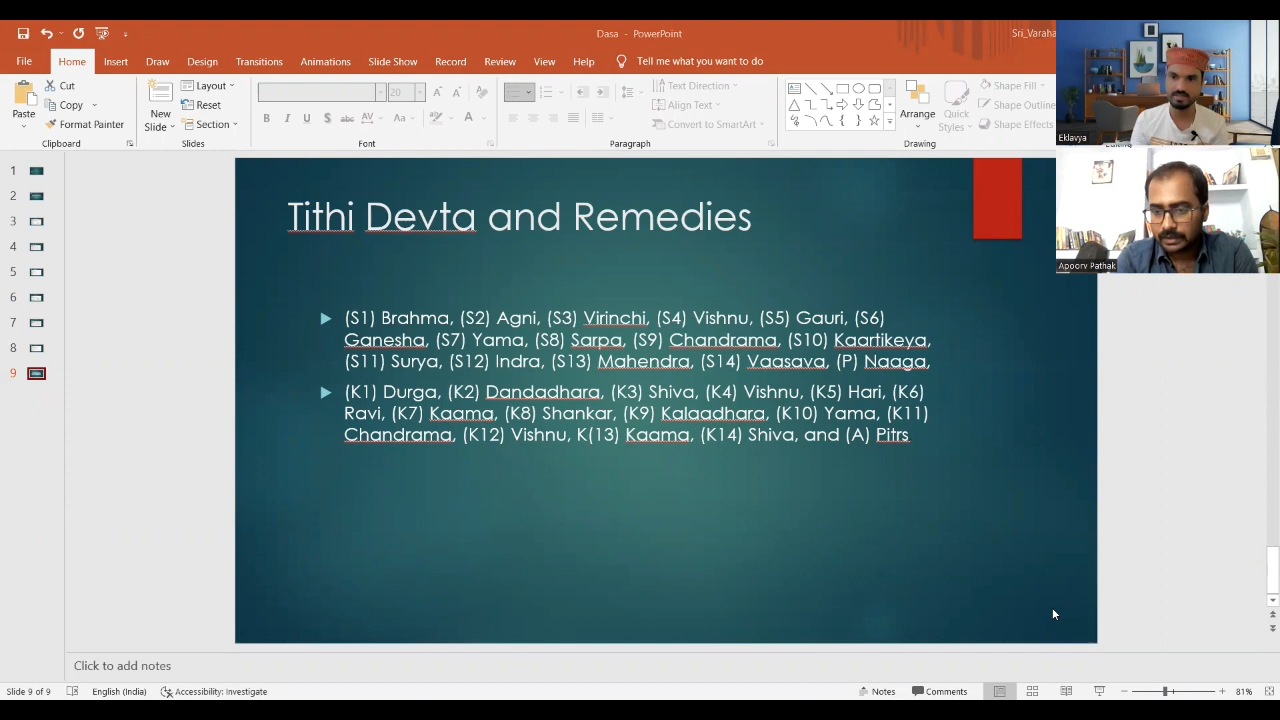 Dasa - PowerPoint
Sri_Varaha
File Home Insert Draw Design Transitions Animations Slide Show Record Review View Help Tell me what you want to do
Cut
Copy
Format Painter
Paste
Clipboard
New Slide
Layout
Reset
Section
Slides
20
B I U S abc AV Aa A
Font
Text Direction
Align Text
Convert to SmartArt
Paragraph
Arrange
Quick Styles
Shape Fill
Shape Outline
Shape Effects
Drawing
Eklavya
Editing
Apoorv Pathak
1
2
3
4
5
6
7
8
9
Tithi Devta and Remedies
(S1) Brahma, (S2) Agni, (S3) Virinchi, (S4) Vishnu, (S5) Gauri, (S6)
Ganesha, (S7) Yama, (S8) Sarpa, (S9) Chandrama, (S10) Kaartikeya,
(S11) Surya, (S12) Indra, (S13) Mahendra, (S14) Vaasava, (P) Naaga,
(K1) Durga, (K2) Dandadhara, (K3) Shiva, (K4) Vishnu, (K5) Hari, (K6)
Ravi, (K7) Kaama, (K8) Shankar, (K9) Kalaadhara, (K10) Yama, (K11)
Chandrama, (K12) Vishnu, K(13) Kaama, (K14) Shiva, and (A) Pitrs
Click to add notes
Slide 9 of 9 English (India) Accessibility: Investigate Notes Comments 81%